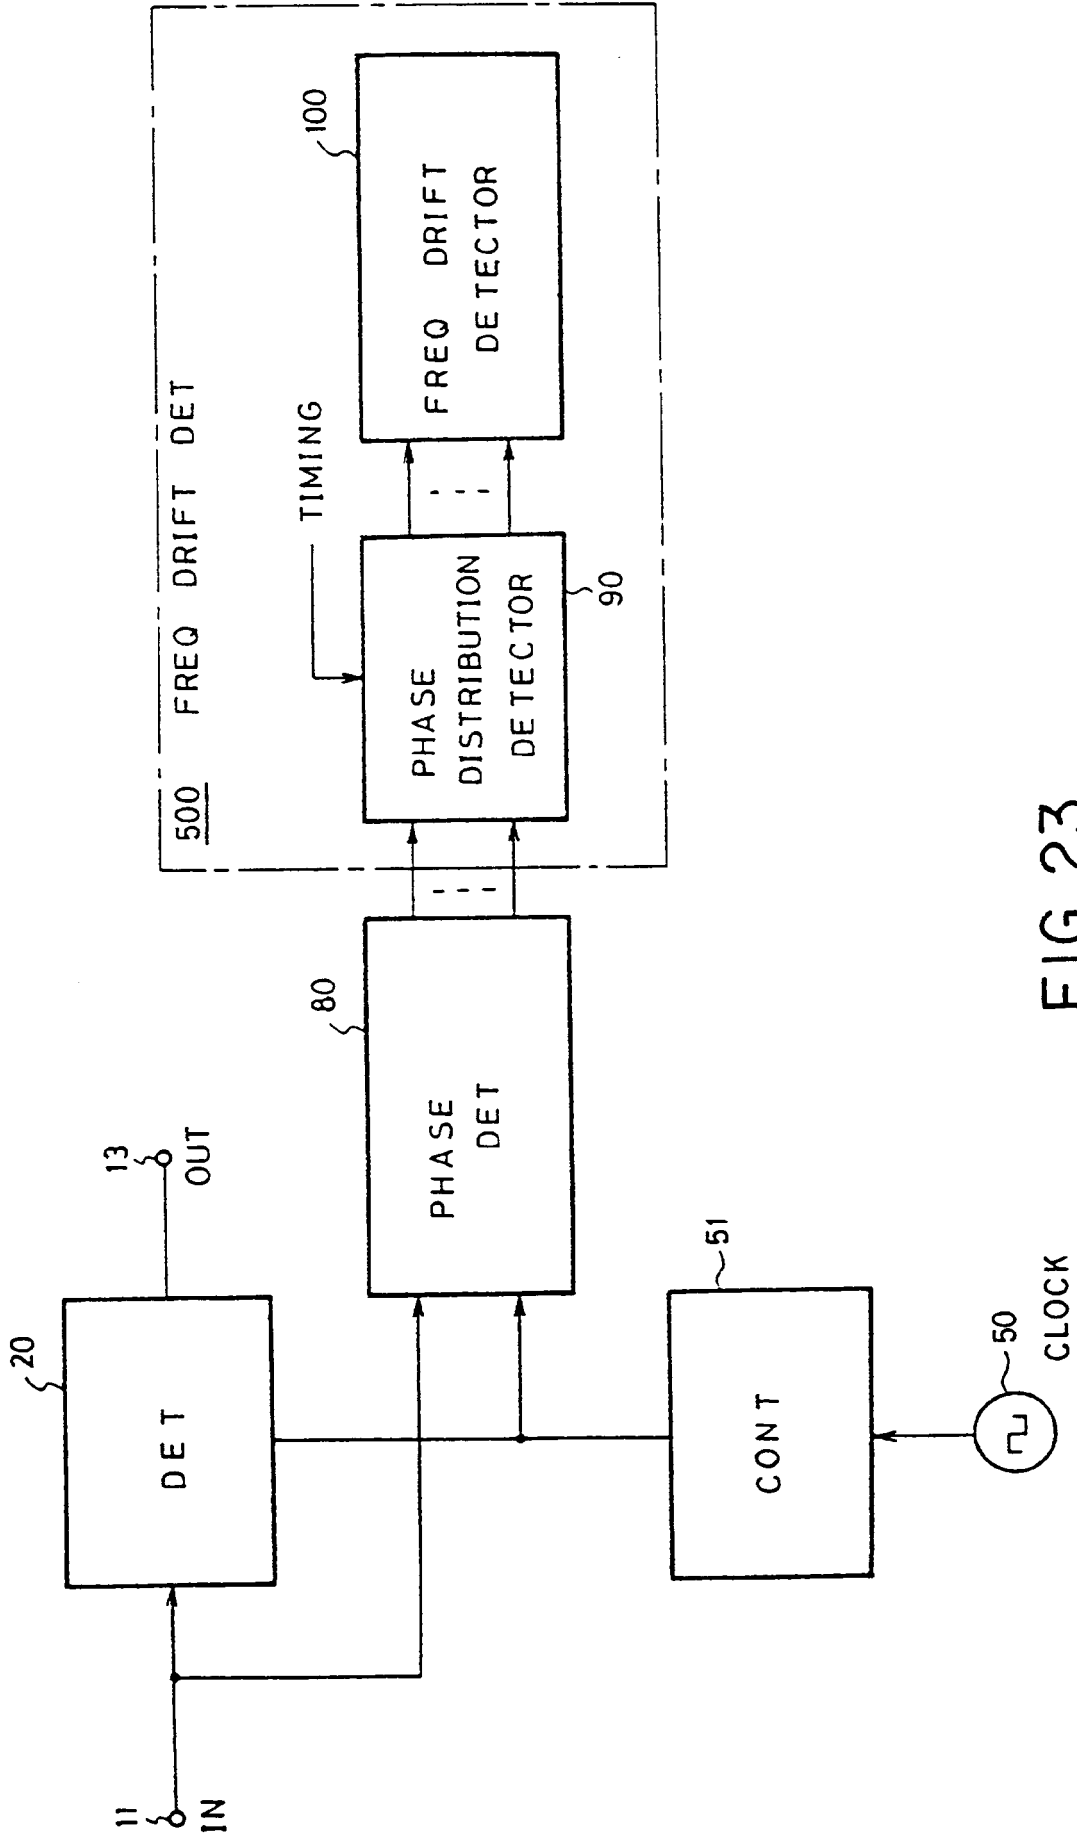 500 FREQ DRIFT DET
100
FREQ DRIFT
DETECTOR
TIMING
PHASE
DISTRIBUTION
DETECTOR
90
80
PHASE
DET
13
OUT
20
DET
11
IN
51
CONT
50
CLOCK
FIG 23